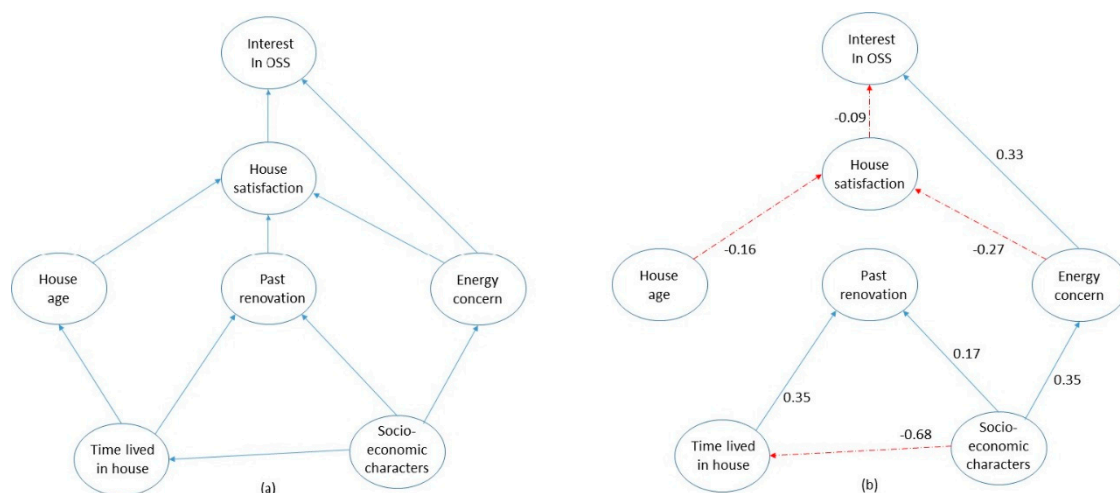 Interest
In OSS
House
satisfaction
House
age
Past
renovation
Energy
concern
Time lived
in house
Socio-
economic
characters
(a)
Interest
In OSS
-0.09
0.33
House
satisfaction
-0.16
-0.27
House
age
Past
renovation
Energy
concern
0.17
0.35
0.35
Time lived
in house
-0.68
Socio-
economic
characters
(b)